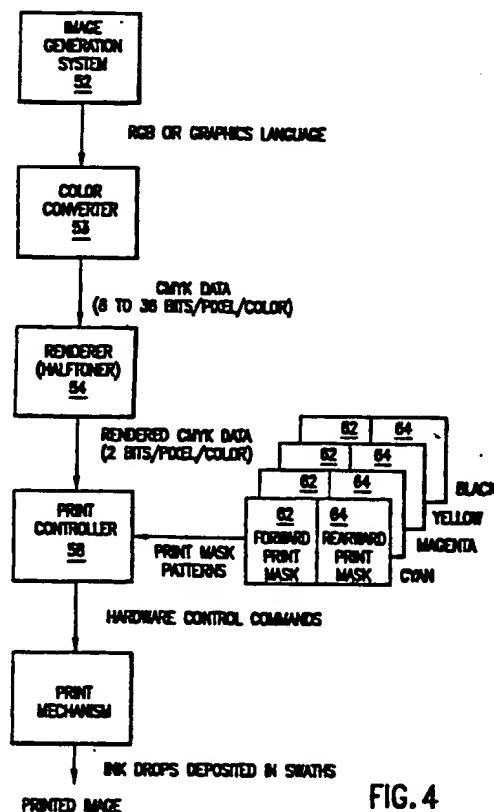 IMAGE
GENERATION
SYSTEM
52
RGB OR GRAPHICS LANGUAGE
COLOR
CONVERTER
53
CMYK DATA
(8 TO 36 BITS/PIXEL/COLOR)
RENDERER
(HALFTONER)
54
RENDERED CMYK DATA
(2 BITS/PIXEL/COLOR)
62 64
BLACK
62 64
YELLOW
62 64
MAGENTA
62 64
FORWARD REARWARD
PRINT PRINT
MASK MASK
CYAN
PRINT MASK
PATTERNS
PRINT
CONTROLLER
58
HARDWARE CONTROL COMMANDS
PRINT
MECHANISM
INK DROPS DEPOSITED IN SWATHS
PRINTED IMAGE
FIG. 4